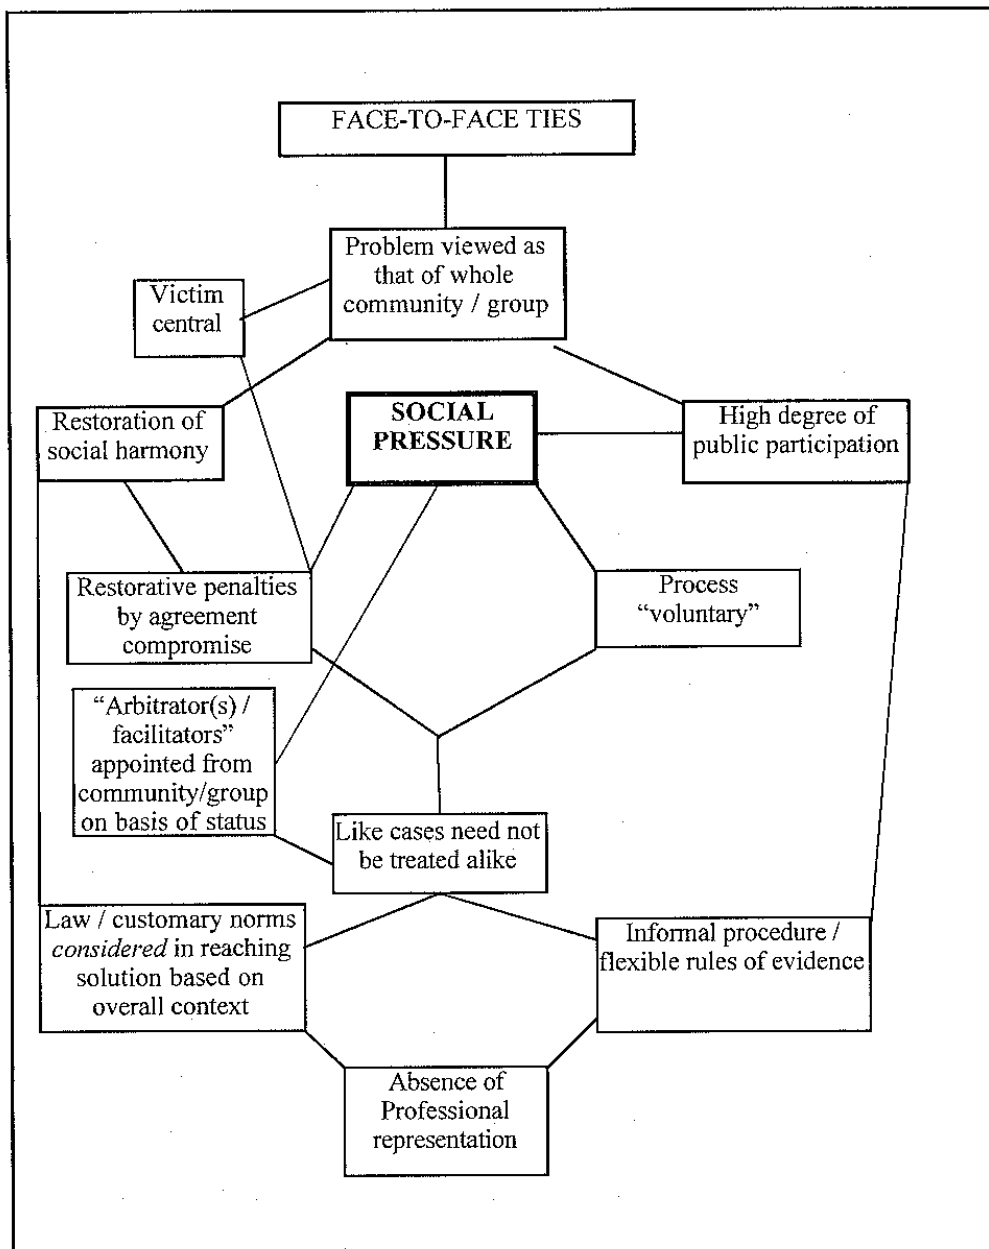 FACE-TO-FACE TIES
Problem viewed as
that of whole
community / group
Victim
central
Restoration of
social harmony
SOCIAL
PRESSURE
High degree of
public participation
Restorative penalties
by agreement
compromise
Process
“voluntary”
“Arbitrator(s) /
facilitators”
appointed from
community/group
on basis of status
Like cases need not
be treated alike
Law / customary norms
considered in reaching
solution based on
overall context
Informal procedure /
flexible rules of evidence
Absence of
Professional
representation